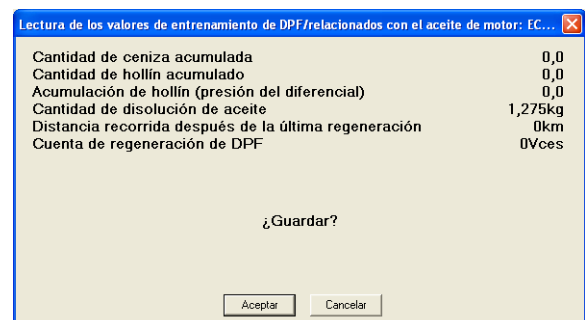 Lectura de los valores de entrenamiento de DPF/relacionados con el aceite de motor: EC...
Cantidad de ceniza acumulada 0,0
Cantidad de hollín acumulado 0,0
Acumulación de hollín (presión del diferencial) 0,0
Cantidad de disolución de aceite 1,275kg
Distancia recorrida después de la última regeneración 0km
Cuenta de regeneración de DPF 0Vces
¿Guardar?
Aceptar Cancelar